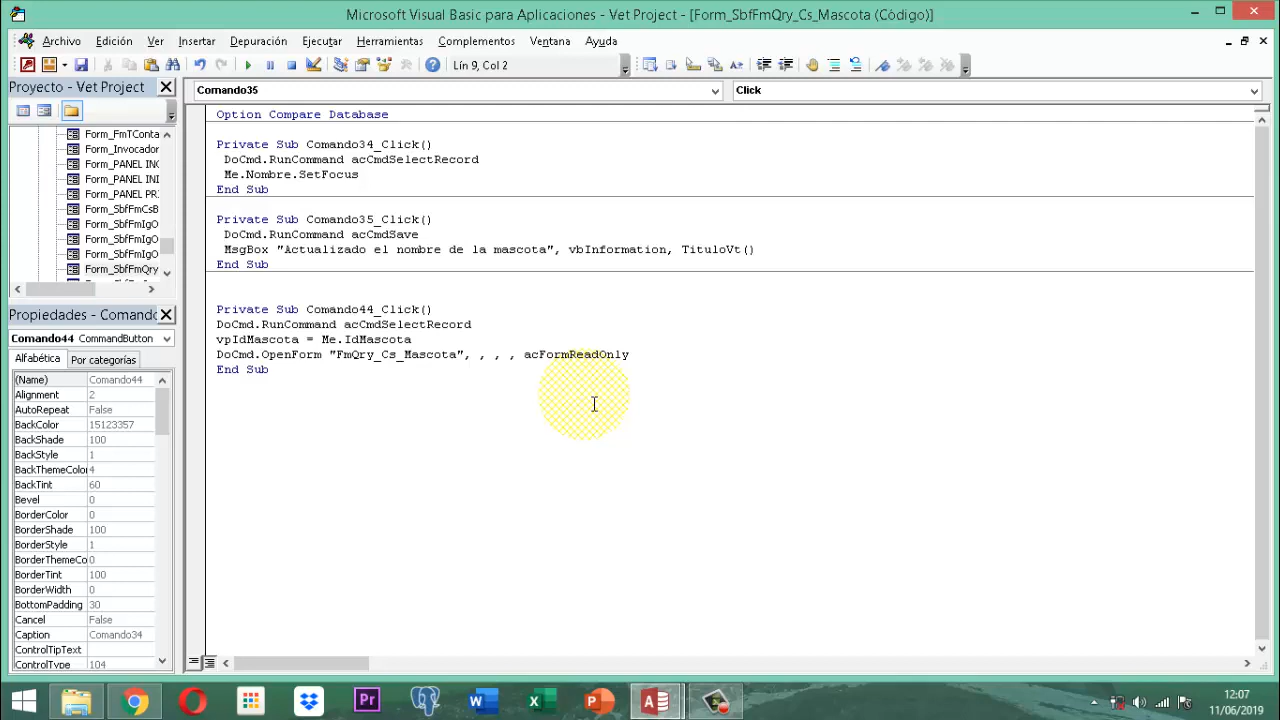 Microsoft Visual Basic para Aplicaciones - Vet Project - [Form_SbfFmQry_Cs_Mascota (Código)]
Archivo Edición Ver Insertar Depuración Ejecutar Herramientas Complementos Ventana Ayuda
Lín 9, Col 2
Proyecto - Vet Project
Form_FmTConta
Form_Invocador
Form_PANEL ING
Form_PANEL INI
Form_PANEL PRI
Form_SbfFmCsB
Form_SbfFmIgO
Form_SbfFmIgO
Form_SbfFmIgO
Form_SbfFmQry
Propiedades - Comando
Comando44 CommandButton
Alfabética Por categorías
(Name) Comando44
Alignment 2
AutoRepeat False
BackColor 15123357
BackShade 100
BackStyle 1
BackThemeColor 4
BackTint 60
Bevel 0
BorderColor 0
BorderShade 100
BorderStyle 1
BorderThemeCo 0
BorderTint 100
BorderWidth 0
BottomPadding 30
Cancel False
Caption Comando34
ControlTipText
ControlType 104
Comando35 Click
Option Compare Database
Private Sub Comando34_Click()
DoCmd.RunCommand acCmdSelectRecord
Me.Nombre.SetFocus
End Sub
Private Sub Comando35_Click()
DoCmd.RunCommand acCmdSave
MsgBox "Actualizado el nombre de la mascota", vbInformation, TituloVt()
End Sub
Private Sub Comando44_Click()
DoCmd.RunCommand acCmdSelectRecord
vpIdMascota = Me.IdMascota
DoCmd.OpenForm "FmQry_Cs_Mascota", , , , acFormReadOnly
End Sub
Pr
12:07
11/06/2019